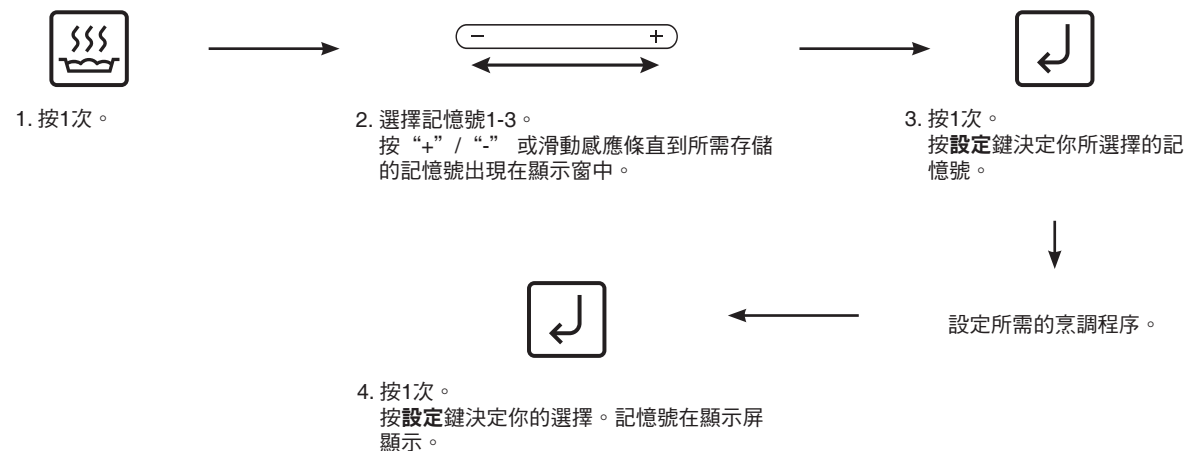 − +
1. 按1次。
2. 選擇記憶號1-3。
按“+”/“-” 或滑動感應條直到所需存儲
的記憶號出現在顯示窗中。
3. 按1次。
按設定鍵決定你所選擇的記
憶號。
設定所需的烹調程序。
4. 按1次。
按設定鍵決定你的選擇。記憶號在顯示屏
顯示。